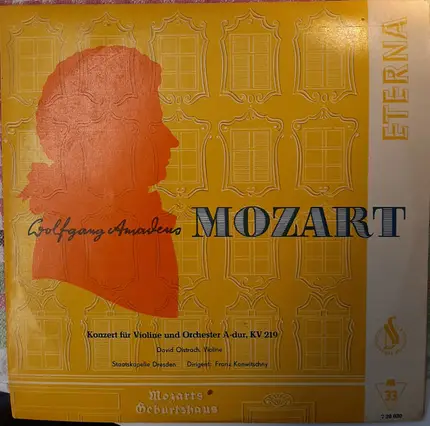 ETERNA
Wolfgang Amadeus MOZART
Konzert für Violine und Orchester A-dur, KV 219
David Oistrach, Violine
Staatskapelle Dresden Dirigent: Franz Konwitschny
33
Mozarts
Geburtshaus